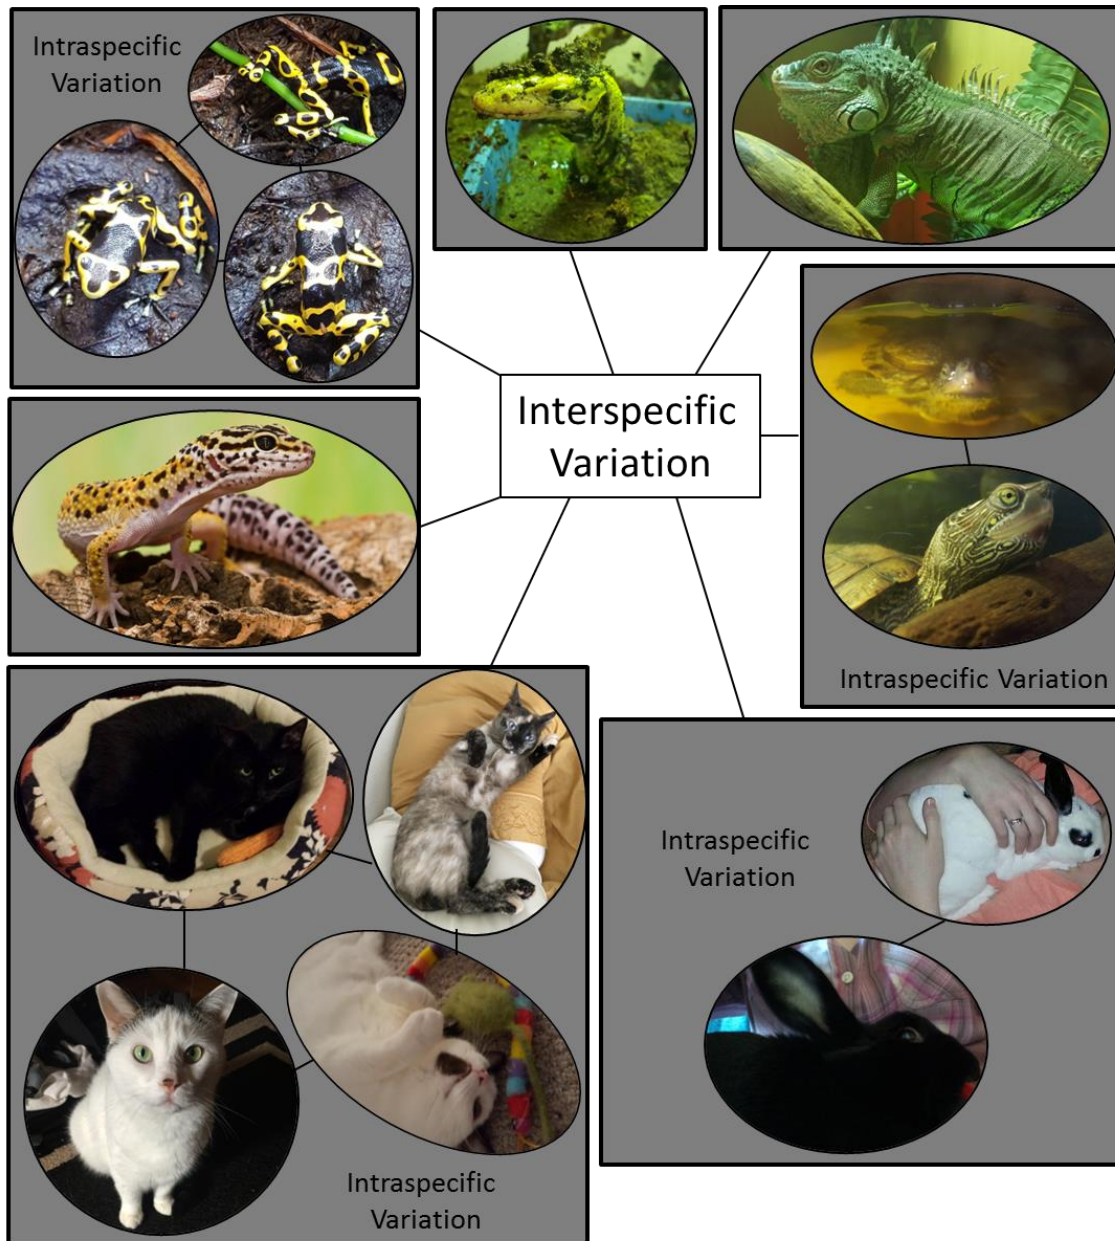 Intraspecific
Variation
Interspecific
Variation
Intraspecific Variation
Intraspecific
Variation
Intraspecific
Variation